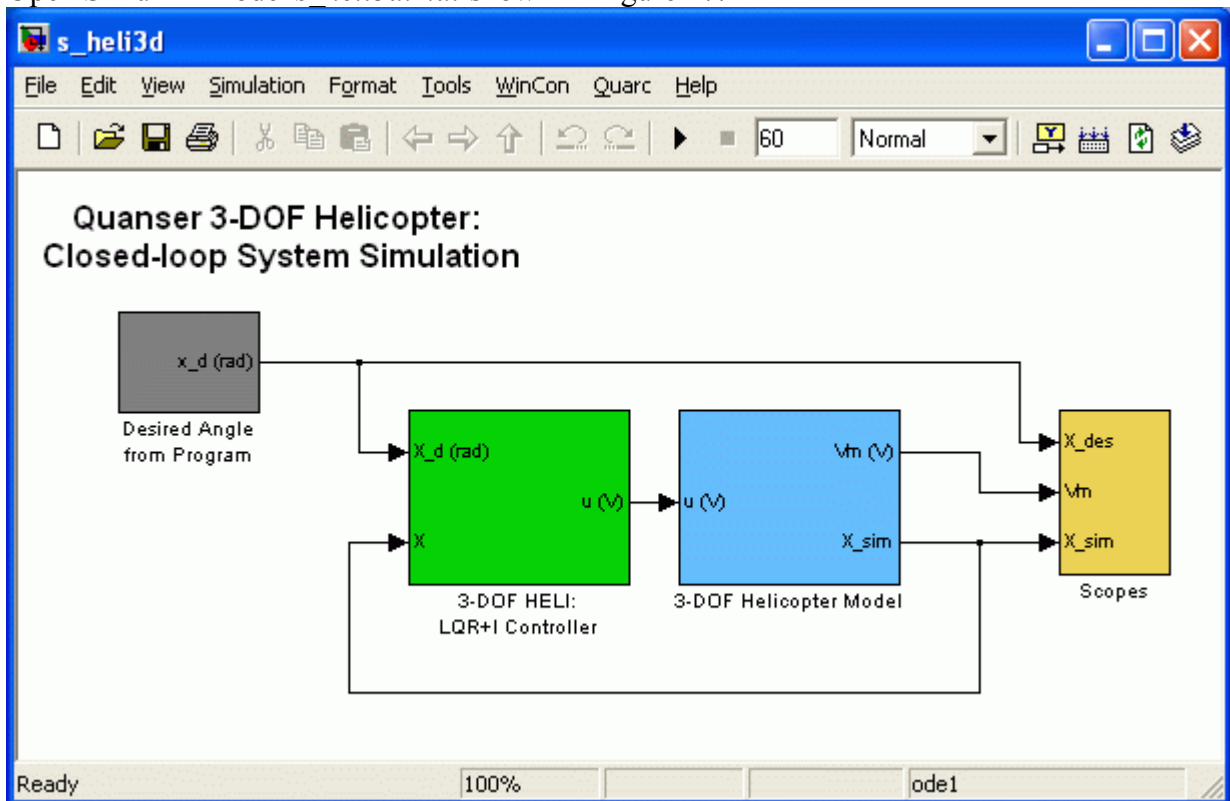 s_heli3d
File Edit View Simulation Format Tools WinCon Quarc Help
60 Normal
Quanser 3-DOF Helicopter:
Closed-loop System Simulation
x_d (rad)
Desired Angle
from Program
X_d (rad)
u (V)
X
3-DOF HELI:
LQR+I Controller
Vm (V)
u (V)
X_sim
3-DOF Helicopter Model
X_des
Vm
X_sim
Scopes
Ready 100% ode1